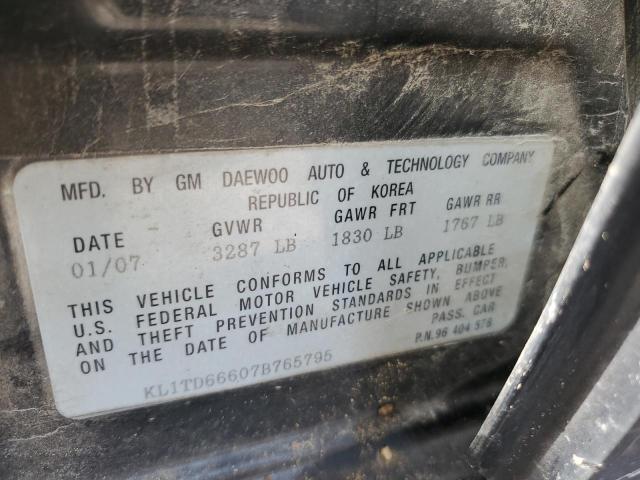 MFD. BY GM DAEWOO AUTO & TECHNOLOGY COMPANY
REPUBLIC OF KOREA
DATE GVWR GAWR FRT GAWR RR
01/07 3287 LB 1830 LB 1767 LB
THIS VEHICLE CONFORMS TO ALL APPLICABLE
U.S. FEDERAL MOTOR VEHICLE SAFETY, BUMPER,
AND THEFT PREVENTION STANDARDS IN EFFECT
ON THE DATE OF MANUFACTURE SHOWN ABOVE
PASS. CAR
P.N.96 404 576
KL1TD66607B765795